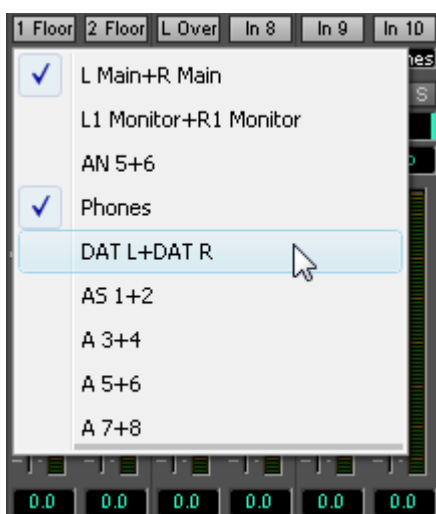 1 Floor 2 Floor L Over In 8 In 9 In 10
nes
S
L Main+R Main
L1 Monitor+R1 Monitor
AN 5+6
Phones
DAT L+DAT R
AS 1+2
A 3+4
A 5+6
A 7+8
0.0 0.0 0.0 0.0 0.0 0.0